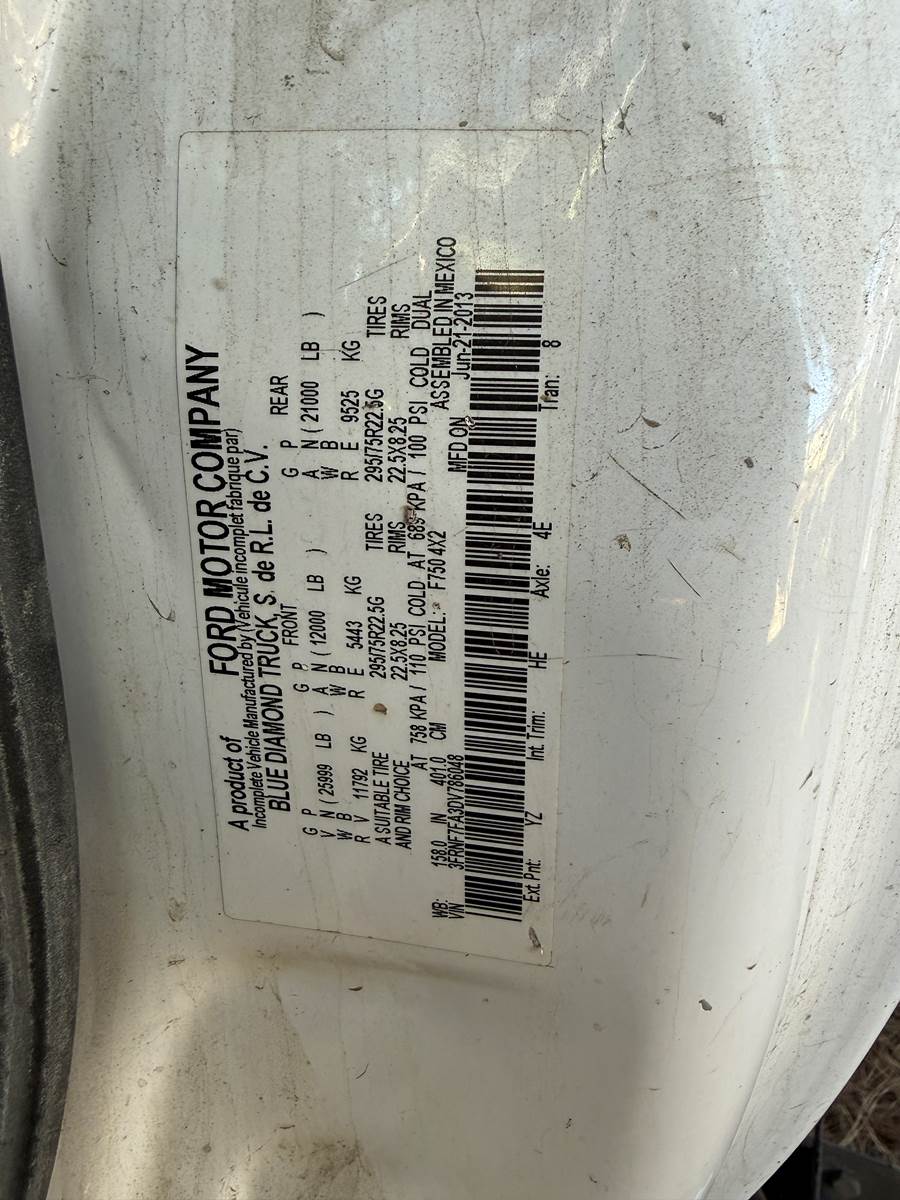 A product of FORD MOTOR COMPANY
Incomplete Vehicle Manufactured by (Vehicule incomplet fabrique par)
BLUE DIAMOND TRUCK, S. de R.L. de C.V.
FRONT REAR
G P G P G P
V N ( 25999 LB ) A N ( 12000 LB ) A N ( 21000 LB )
W B W B W B
R V 11792 KG R E 5443 KG R E 9525 KG
A SUITABLE TIRE 295/75R22.5G TIRES 295/75R22.5G TIRES
AND RIM CHOICE 22.5X8.25 RIMS 22.5X8.25 RIMS
AT 758 KPA / 110 PSI COLD AT 689 KPA / 100 PSI COLD DUAL
WB: 158.0 IN 401.0 CM MODEL: F750 4X2 ASSEMBLED IN MEXICO
VIN 3FRNF7FA3DV786048 MFD ON Jun-21-2013
Ext. Pnt: YZ Int. Trim: HE Axle: 4E Tran: 8